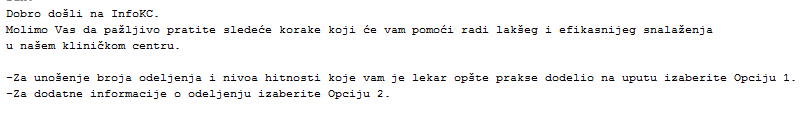 Dobro došli na InfoKC.
Molimo Vas da pažljivo pratite sledeće korake koji će vam pomoći radi lakšeg i efikasnijeg snalaženja
u našem kliničkom centru.

-Za unošenje broja odeljenja i nivoa hitnosti koje vam je lekar opšte prakse dodelio na uputu izaberite Opciju 1.
-Za dodatne informacije o odeljenju izaberite Opciju 2.